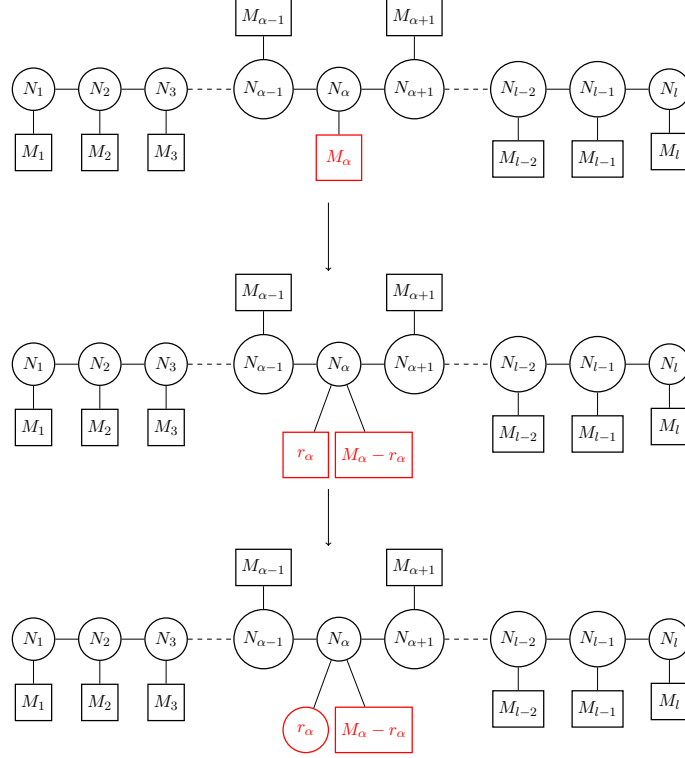 M_{α−1} M_{α+1}
N_1 N_2 N_3 N_{α−1} N_α N_{α+1} N_{l−2} N_{l−1} N_l
M_1 M_2 M_3 M_α M_{l−2} M_{l−1} M_l
M_{α−1} M_{α+1}
N_1 N_2 N_3 N_{α−1} N_α N_{α+1} N_{l−2} N_{l−1} N_l
M_1 M_2 M_3 M_{l−2} M_{l−1} M_l
r_α M_α − r_α
M_{α−1} M_{α+1}
N_1 N_2 N_3 N_{α−1} N_α N_{α+1} N_{l−2} N_{l−1} N_l
M_1 M_2 M_3 M_{l−2} M_{l−1} M_l
r_α M_α − r_α